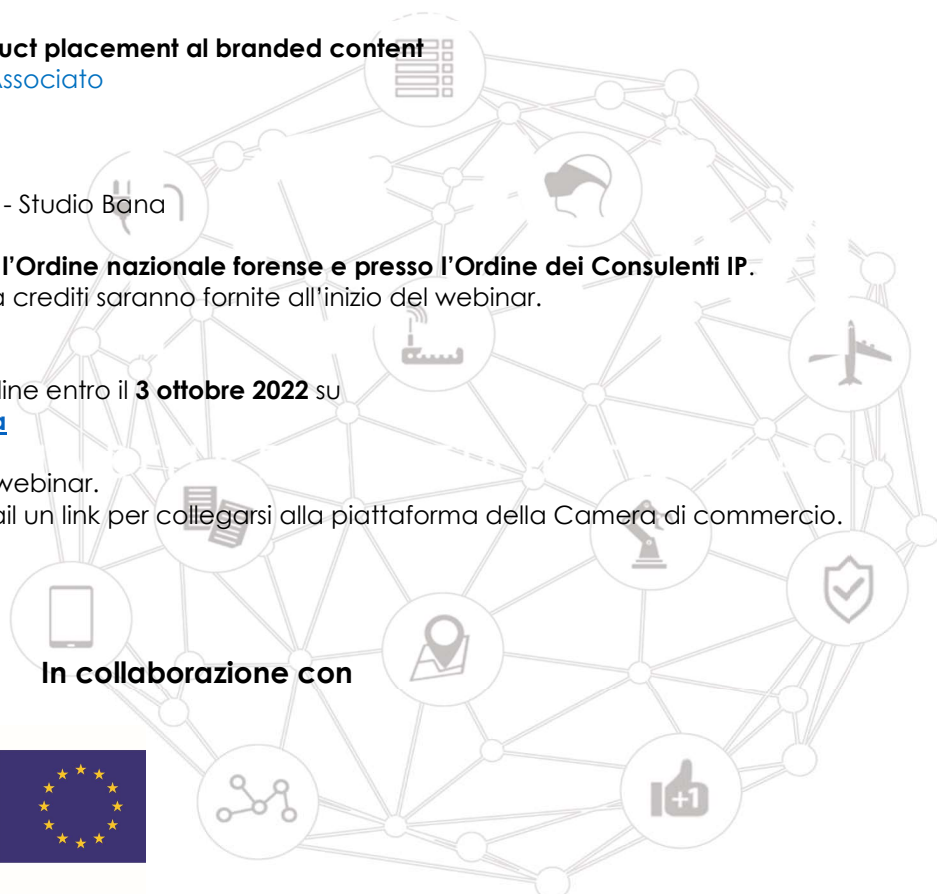 uct placement al branded content
Associato
- Studio Bana
l'Ordine nazionale forense e presso l'Ordine dei Consulenti IP.
a crediti saranno fornite all'inizio del webinar.
line entro il 3 ottobre 2022 su
a
webinar.
ail un link per collegarsi alla piattaforma della Camera di commercio.
In collaborazione con
+1